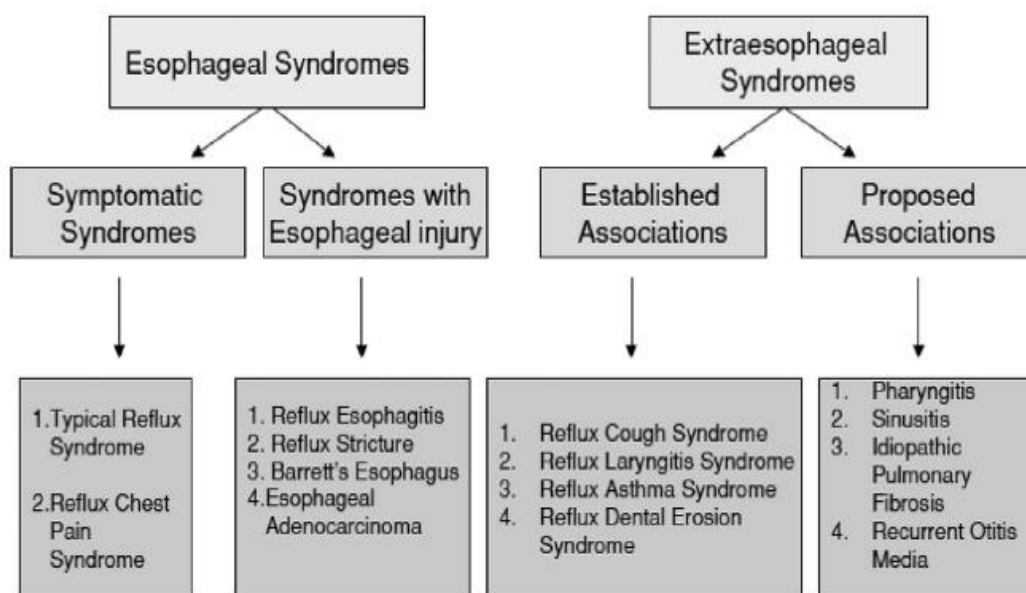 Esophageal Syndromes
Extraesophageal
Syndromes
Symptomatic
Syndromes
Syndromes with
Esophageal injury
Established
Associations
Proposed
Associations
1.Typical Reflux
Syndrome
2.Reflux Chest
Pain
Syndrome
1. Reflux Esophagitis
2. Reflux Stricture
3. Barrett's Esophagus
4.Esophageal
Adenocarcinoma
1. Reflux Cough Syndrome
2. Reflux Laryngitis Syndrome
3. Reflux Asthma Syndrome
4. Reflux Dental Erosion
Syndrome
1. Pharyngitis
2. Sinusitis
3. Idiopathic
Pulmonary
Fibrosis
4. Recurrent Otitis
Media